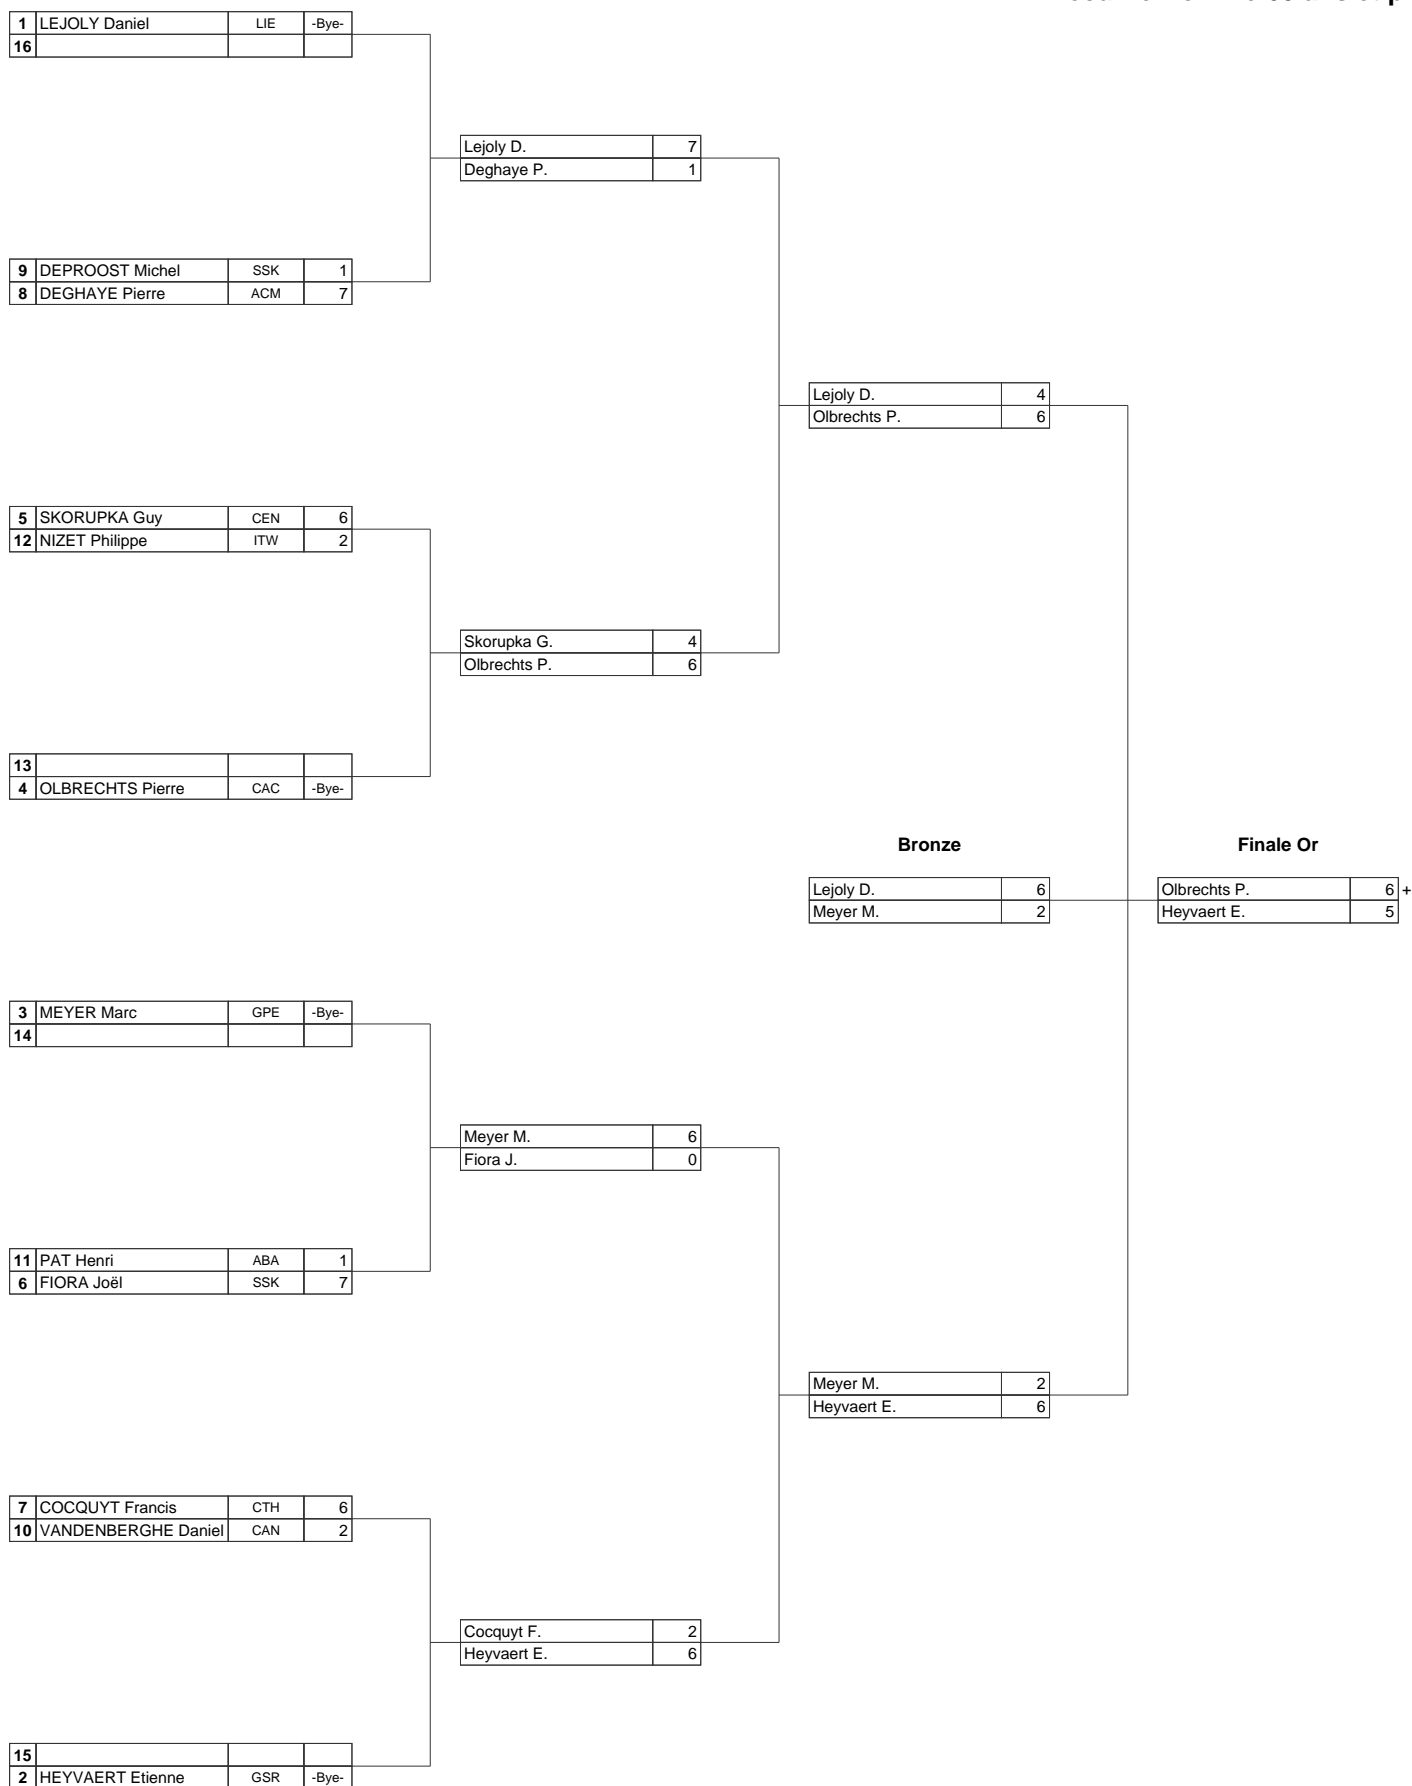 1 LEJOLY Daniel LIE -Bye-
16
Lejoly D. 7
Deghaye P. 1
9 DEPROOST Michel SSK 1
8 DEGHAYE Pierre ACM 7
Lejoly D. 4
Olbrechts P. 6
5 SKORUPKA Guy CEN 6
12 NIZET Philippe ITW 2
Skorupka G. 4
Olbrechts P. 6
13
4 OLBRECHTS Pierre CAC -Bye-
Bronze Finale Or
Lejoly D. 6 Olbrechts P. 6 +
Meyer M. 2 Heyvaert E. 5
3 MEYER Marc GPE -Bye-
14
Meyer M. 6
Fiora J. 0
11 PAT Henri ABA 1
6 FIORA Joël SSK 7
Meyer M. 2
Heyvaert E. 6
7 COCQUYT Francis CTH 6
10 VANDENBERGHE Daniel CAN 2
Cocquyt F. 2
Heyvaert E. 6
15
2 HEYVAERT Etienne GSR -Bye-